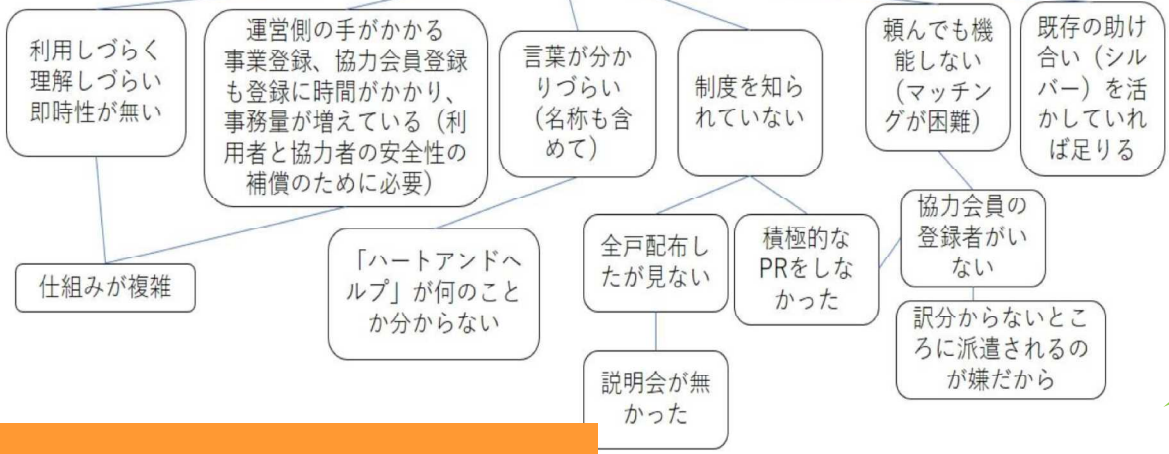 利用しづらく
理解しづらい
即時性が無い
運営側の手がかかる
事業登録、協力会員登録
も登録に時間がかかり、
事務量が増えている（利
用者と協力者の安全性の
補償のために必要）
言葉が分か
りづらい
（名称も含
めて）
制度を知ら
れていない
頼んでも機
能しない
（マッチン
グが困難）
既存の助け
合い（シル
バー）を活
かしていれ
ば足りる
仕組みが複雑
「ハートアンドヘ
ルプ」が何のこと
か分からない
全戸配布し
たが見ない
積極的な
PRをしな
かった
協力会員の
登録者がい
ない
説明会が無
かった
訳分からないとこ
ろに派遣されるの
が嫌だから